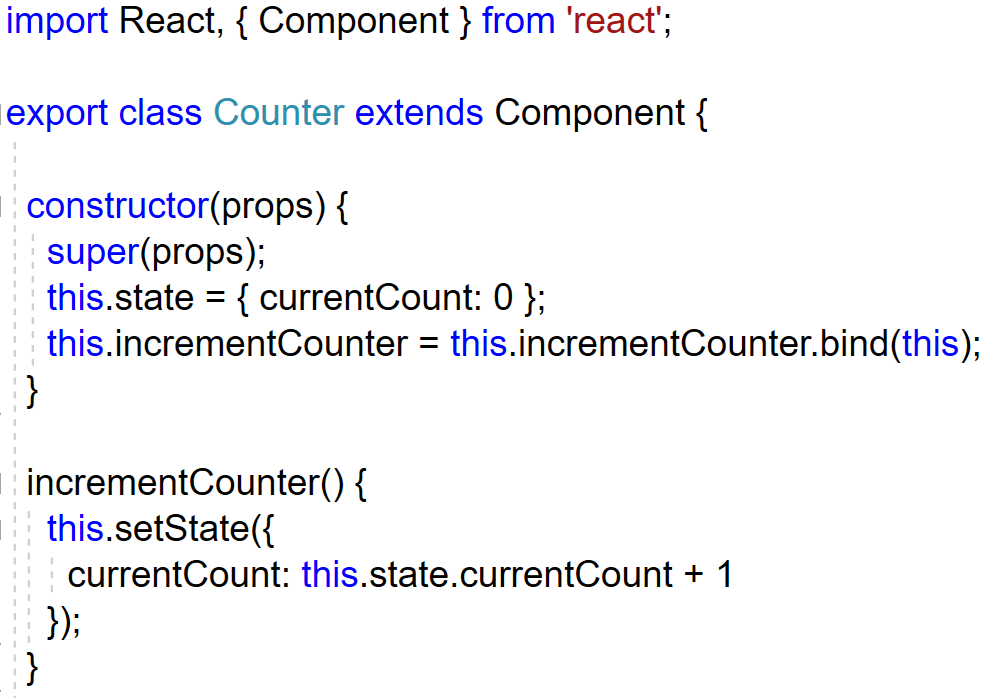 import React, { Component } from 'react';
export class Counter extends Component {
constructor(props) {
super(props);
this.state = { currentCount: 0 };
this.incrementCounter = this.incrementCounter.bind(this);
}
incrementCounter() {
this.setState({
currentCount: this.state.currentCount + 1
});
}